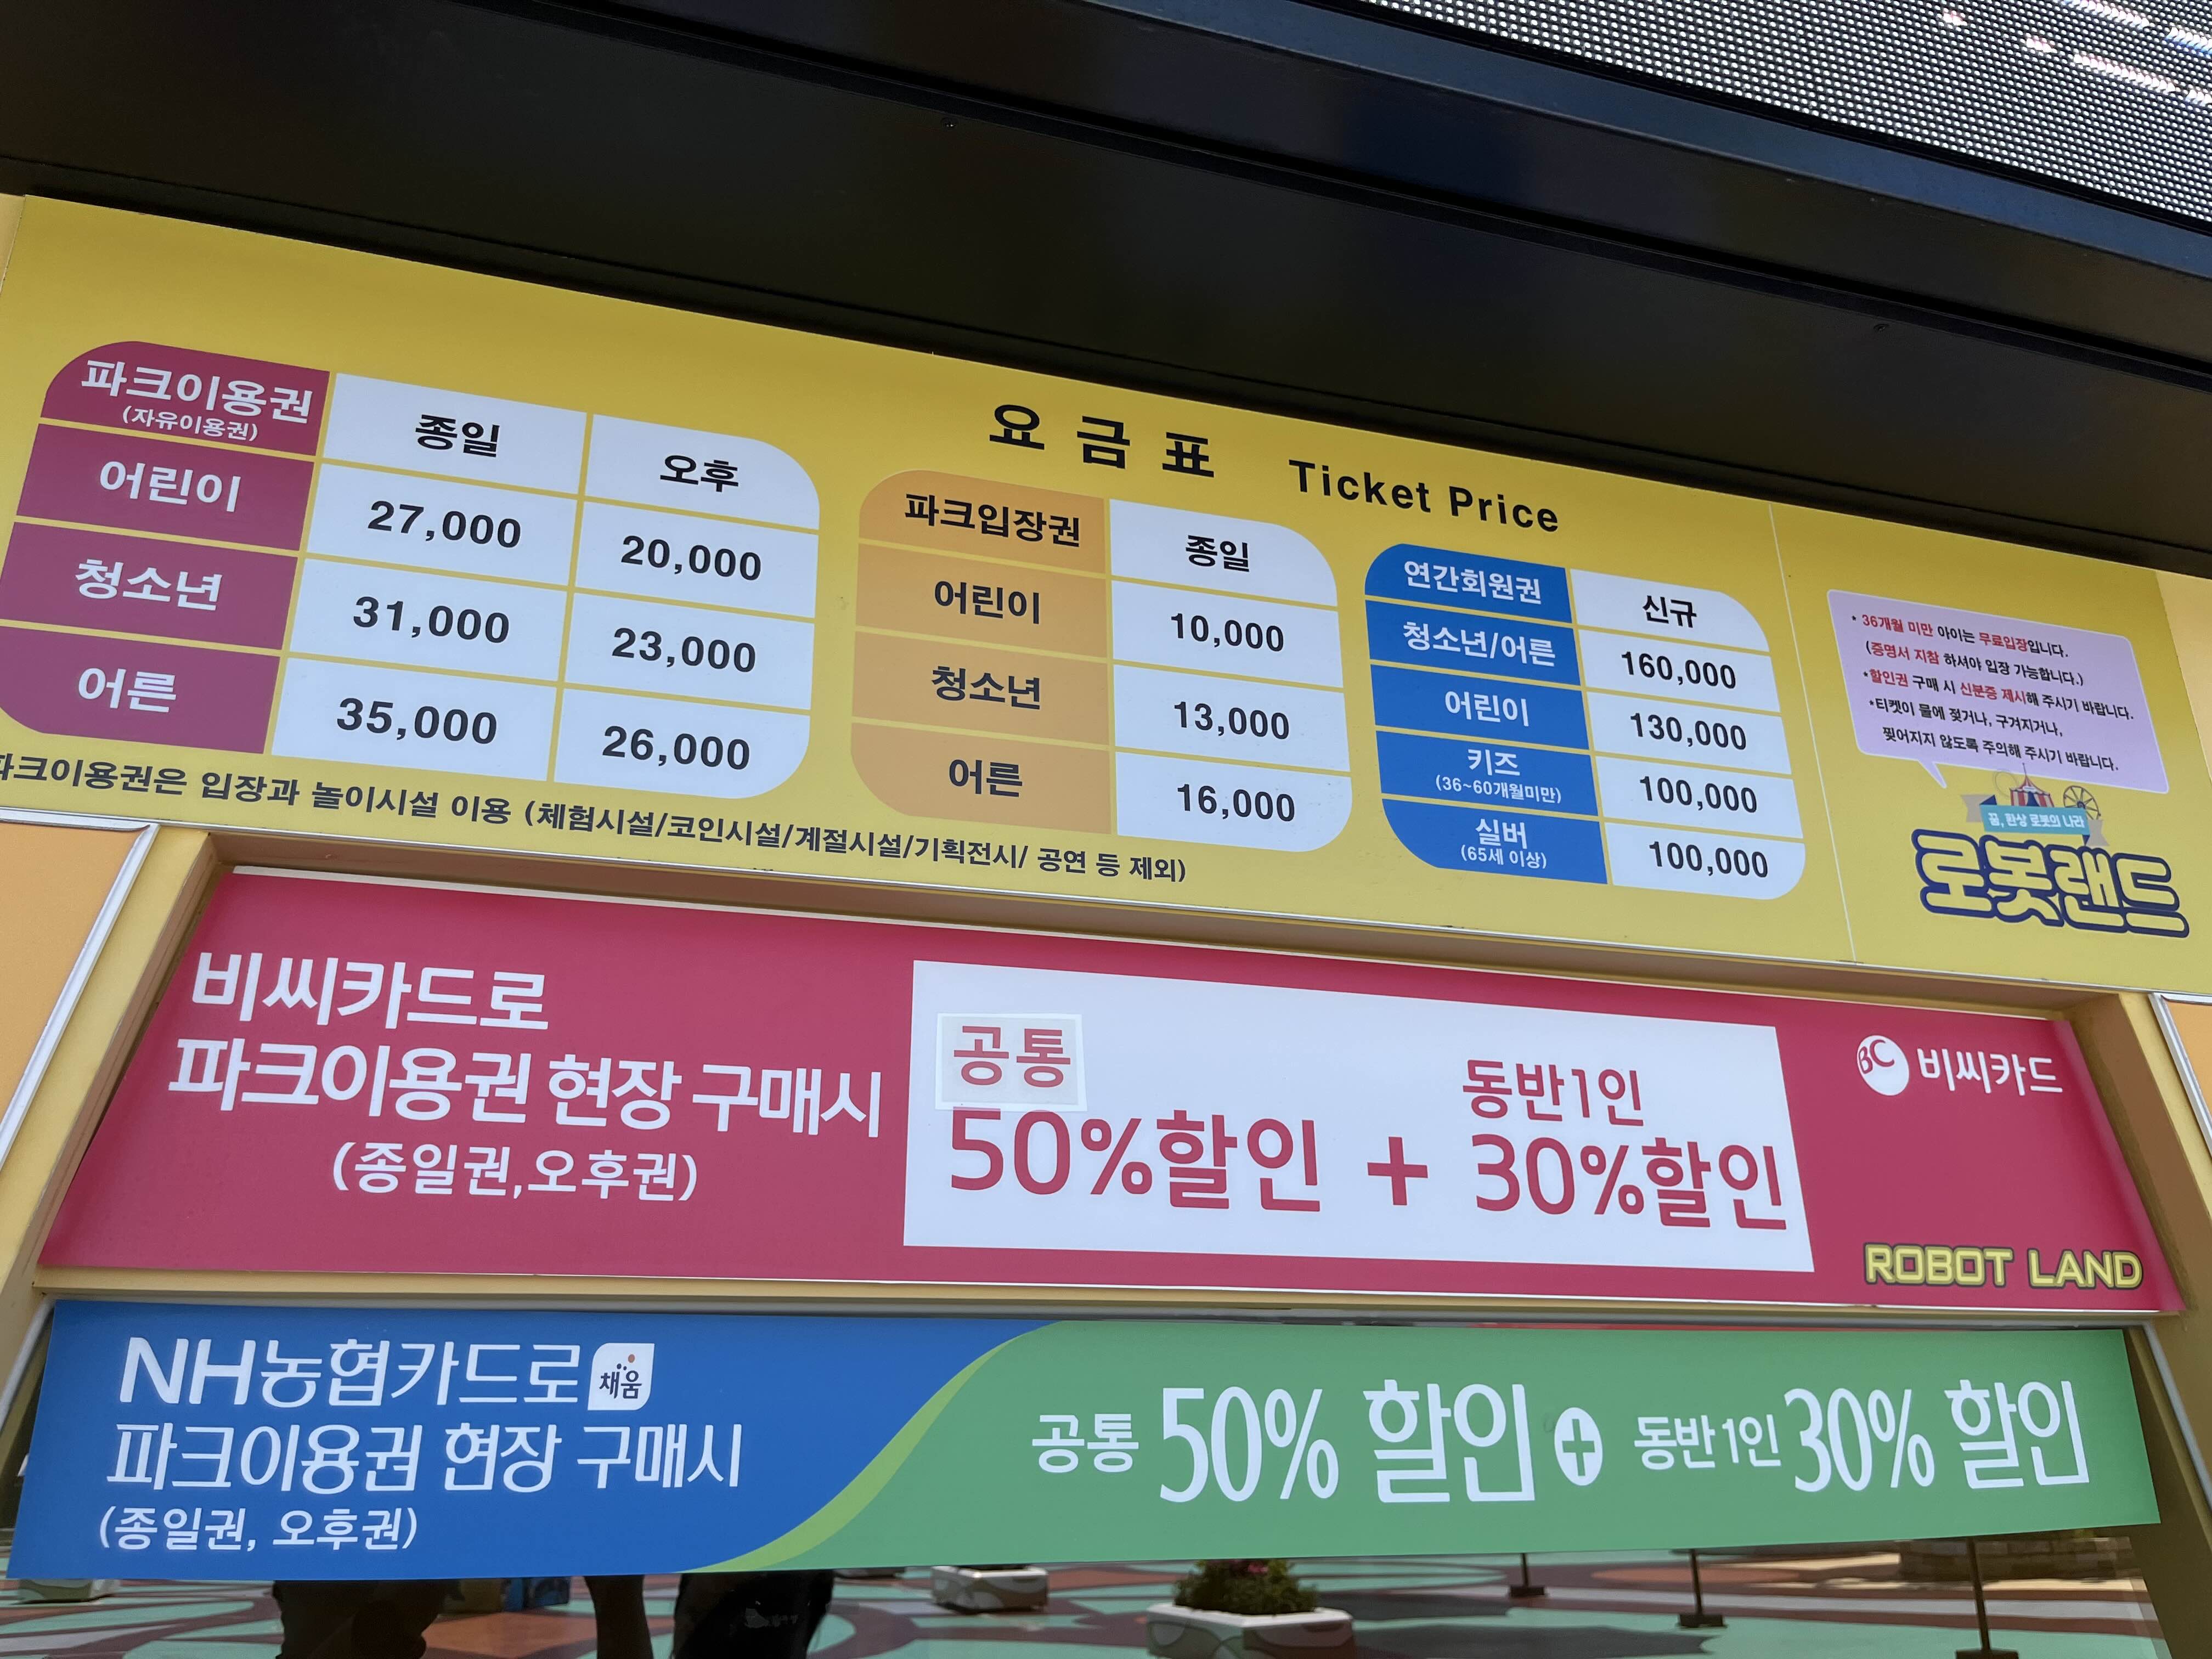 요금표 Ticket Price
파크이용권 종일 오후
(자유이용권)
어린이 27,000 20,000
청소년 31,000 23,000
어른 35,000 26,000
파크이용권은 입장과 놀이시설 이용 (체험시설/코인시설/계절시설/기획전시/ 공연 등 제외)
파크입장권 종일
어린이 10,000
청소년 13,000
어른 16,000
연간회원권 신규
청소년/어른 160,000
어린이 130,000
키즈 100,000
(36~60개월미만)
실버 100,000
(65세 이상)
* 36개월 미만 아이는 무료입장입니다.
(증명서 지참 하셔야 입장 가능합니다.)
*할인권 구매 시 신분증 제시해 주시기 바랍니다.
*티켓이 물에 젖거나, 구겨지거나,
찢어지지 않도록 주의해 주시기 바랍니다.
꿈, 환상 로봇의 나라
로봇랜드
비씨카드로
파크이용권 현장 구매시
(종일권,오후권)
공통
50%할인 +
동반1인
30%할인
BC 비씨카드
ROBOT LAND
NH농협카드로 채움
파크이용권 현장 구매시
(종일권, 오후권)
공통 50% 할인 + 동반1인 30% 할인